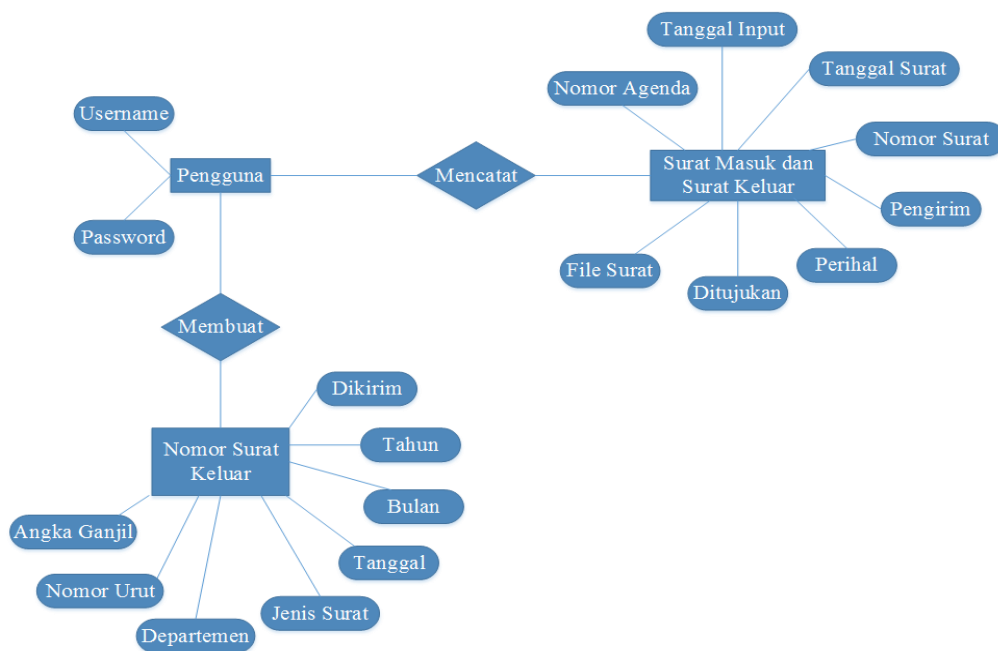 Tanggal Input
Tanggal Surat
Nomor Agenda
Username
Nomor Surat
Pengguna
Mencatat
Surat Masuk dan
Surat Keluar
Pengirim
Password
File Surat
Ditujukan
Perihal
Membuat
Dikirim
Nomor Surat
Keluar
Tahun
Bulan
Angka Ganjil
Tanggal
Nomor Urut
Jenis Surat
Departemen